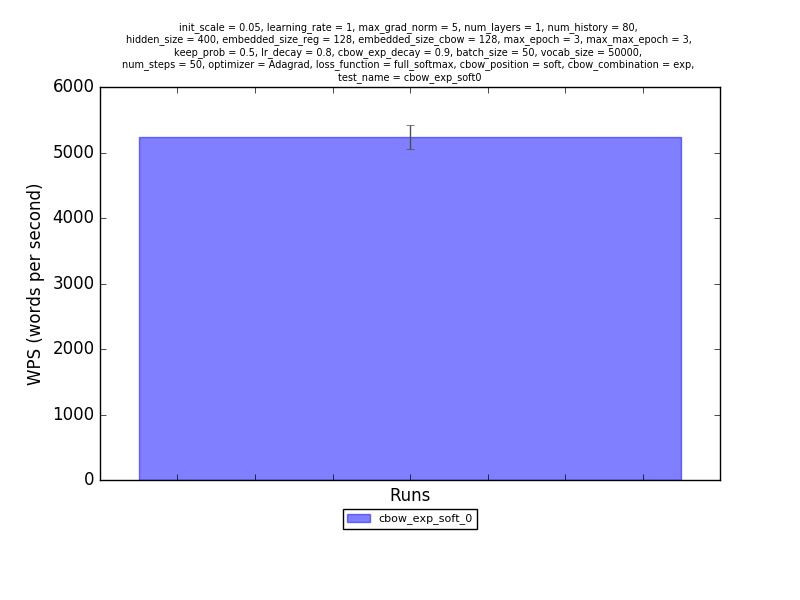 init_scale = 0.05, learning_rate = 1, max_grad_norm = 5, num_layers = 1, num_history = 80,
hidden_size = 400, embedded_size_reg = 128, embedded_size_cbow = 128, max_epoch = 3, max_max_epoch = 3,
keep_prob = 0.5, lr_decay = 0.8, cbow_exp_decay = 0.9, batch_size = 50, vocab_size = 50000,
num_steps = 50, optimizer = Adagrad, loss_function = full_softmax, cbow_position = soft, cbow_combination = exp,
test_name = cbow_exp_soft0
6000
5000
4000
3000
2000
1000
0
WPS (words per second)
Runs
cbow_exp_soft_0